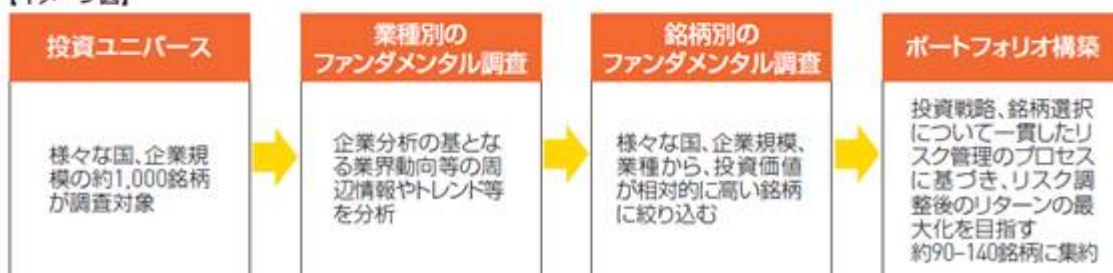 投資ユニバース
様々な国、企業規
模の約1,000銘柄
が調査対象
業種別の
ファンダメンタル調査
企業分析の基とな
る業界動向等の周
辺情報やトレンド等
を分析
銘柄別の
ファンダメンタル調査
様々な国、企業規模、
業種から、投資価値
が相対的に高い銘柄
に絞り込む
ポートフォリオ構築
投資戦略、銘柄選択
について一貫したリ
スク管理のプロセス
に基づき、リスク調
整後のリターンの最
大化を目指す
約90–140銘柄に集約